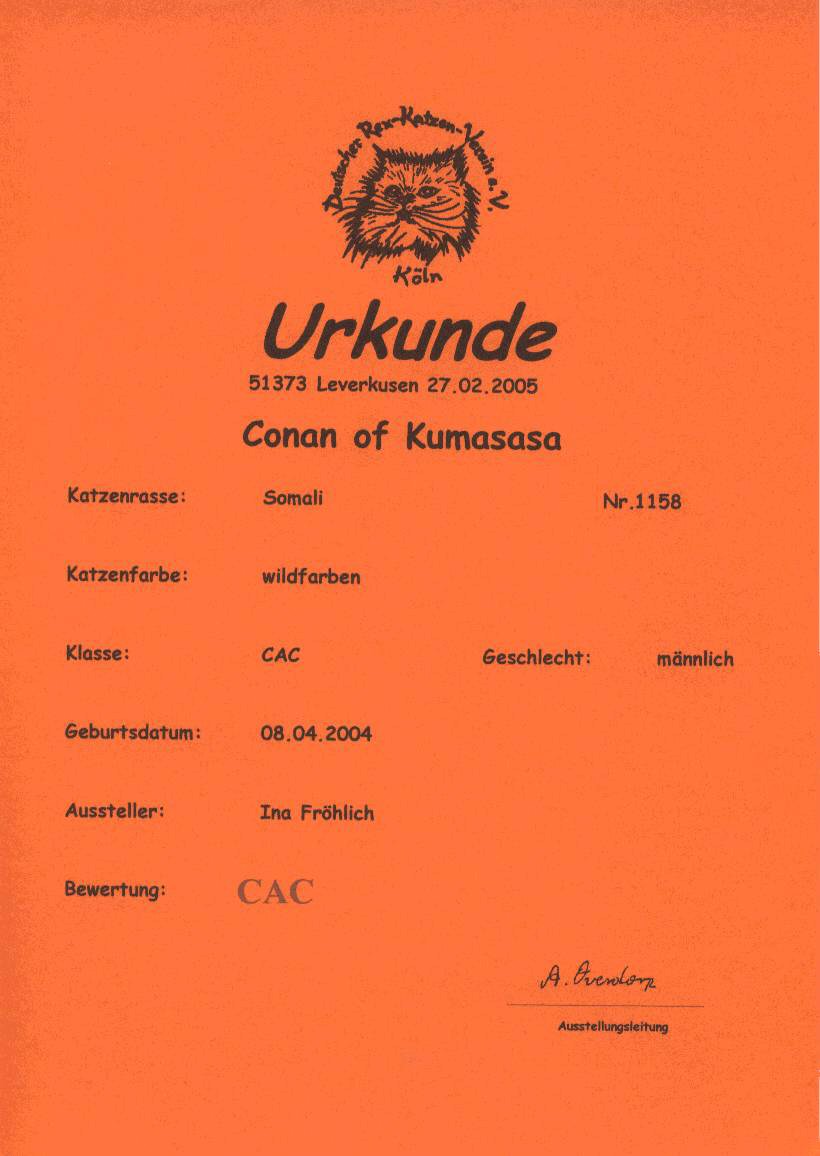 Deutscher Rex-Katzen-Verein e.V.
Köln
Urkunde
51373 Leverkusen 27.02.2005
Conan of Kumasasa
Katzenrasse: Somali Nr.1158
Katzenfarbe: wildfarben
Klasse: CAC Geschlecht: männlich
Geburtsdatum: 08.04.2004
Aussteller: Ina Fröhlich
Bewertung: CAC
A.
Ausstellungsleitung